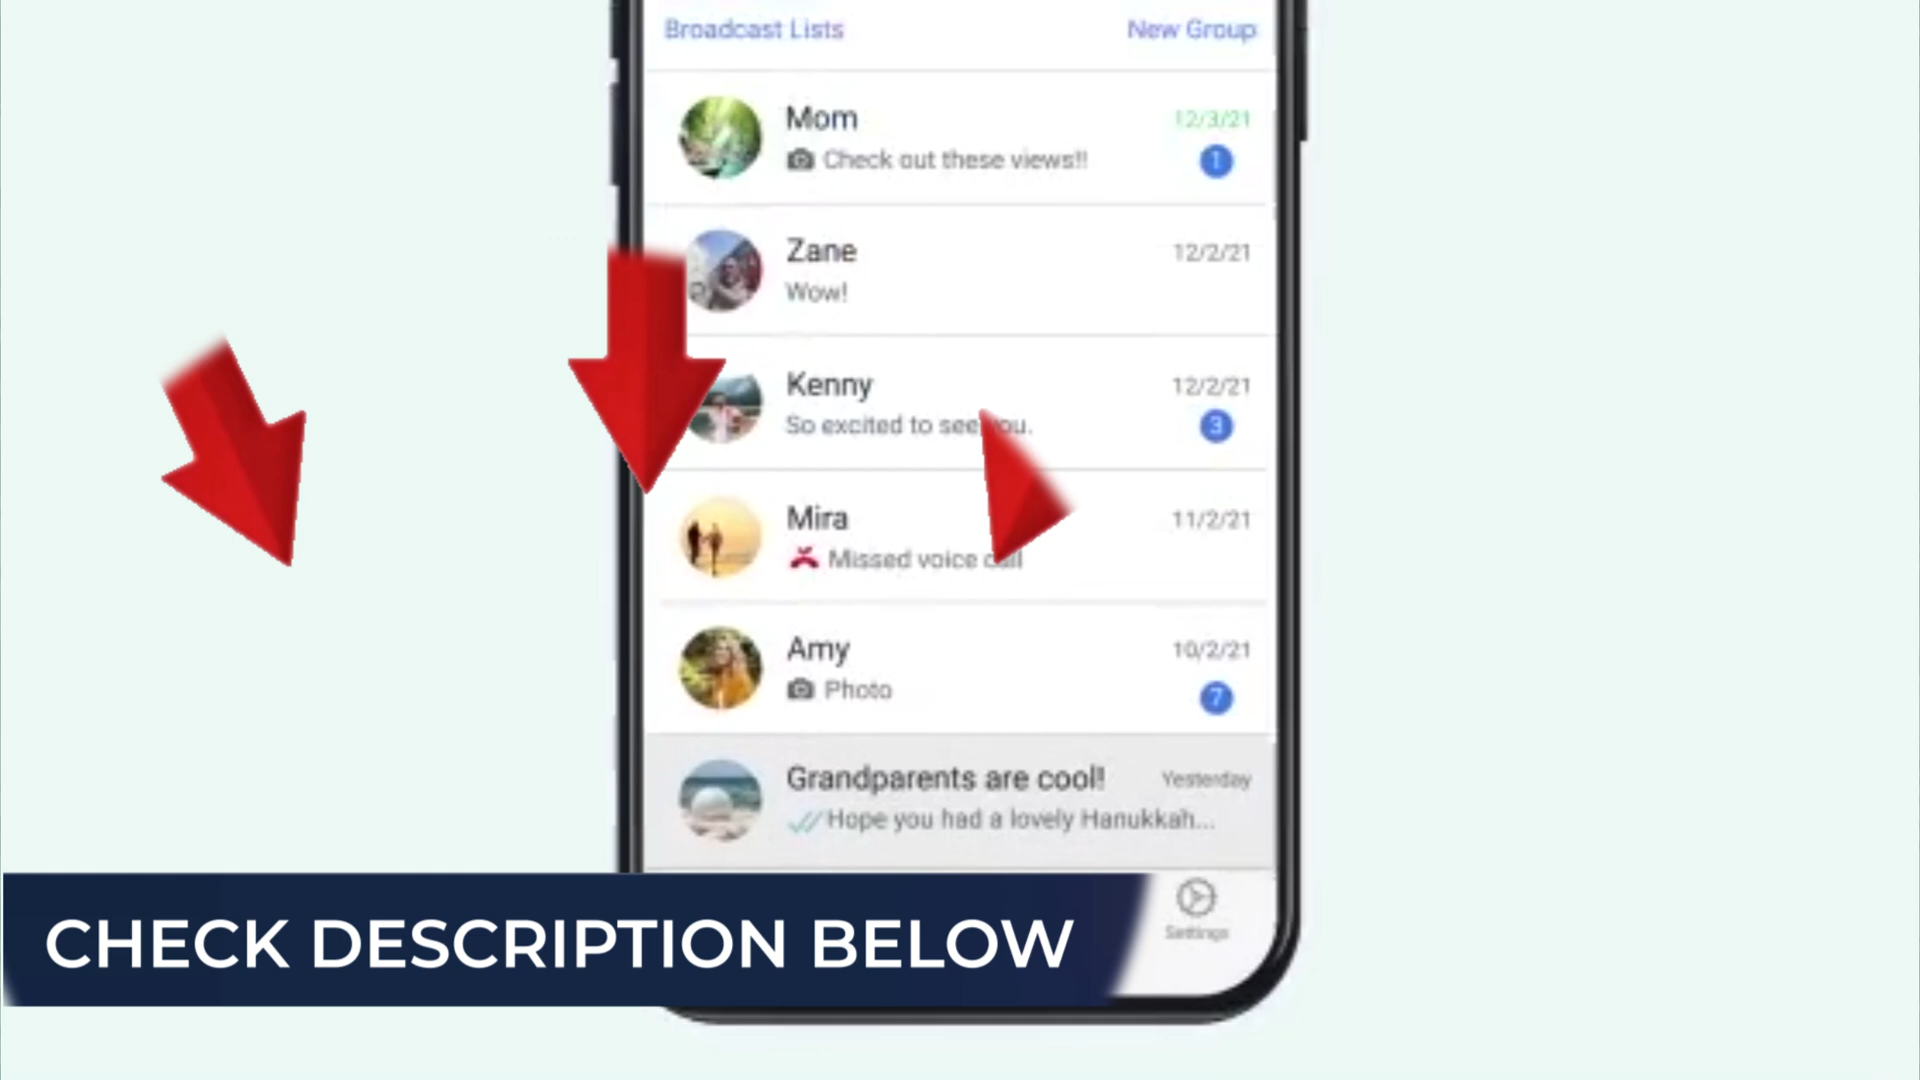 Broadcast Lists New Group
Mom 12/3/21
Check out these views!! 1
Zane 12/2/21
Wow!
Kenny 12/2/21
So excited to see you. 3
Mira 11/2/21
Missed voice call
Amy 10/2/21
Photo 7
Grandparents are cool! Yesterday
Hope you had a lovely Hanukkah...
Settings
CHECK DESCRIPTION BELOW